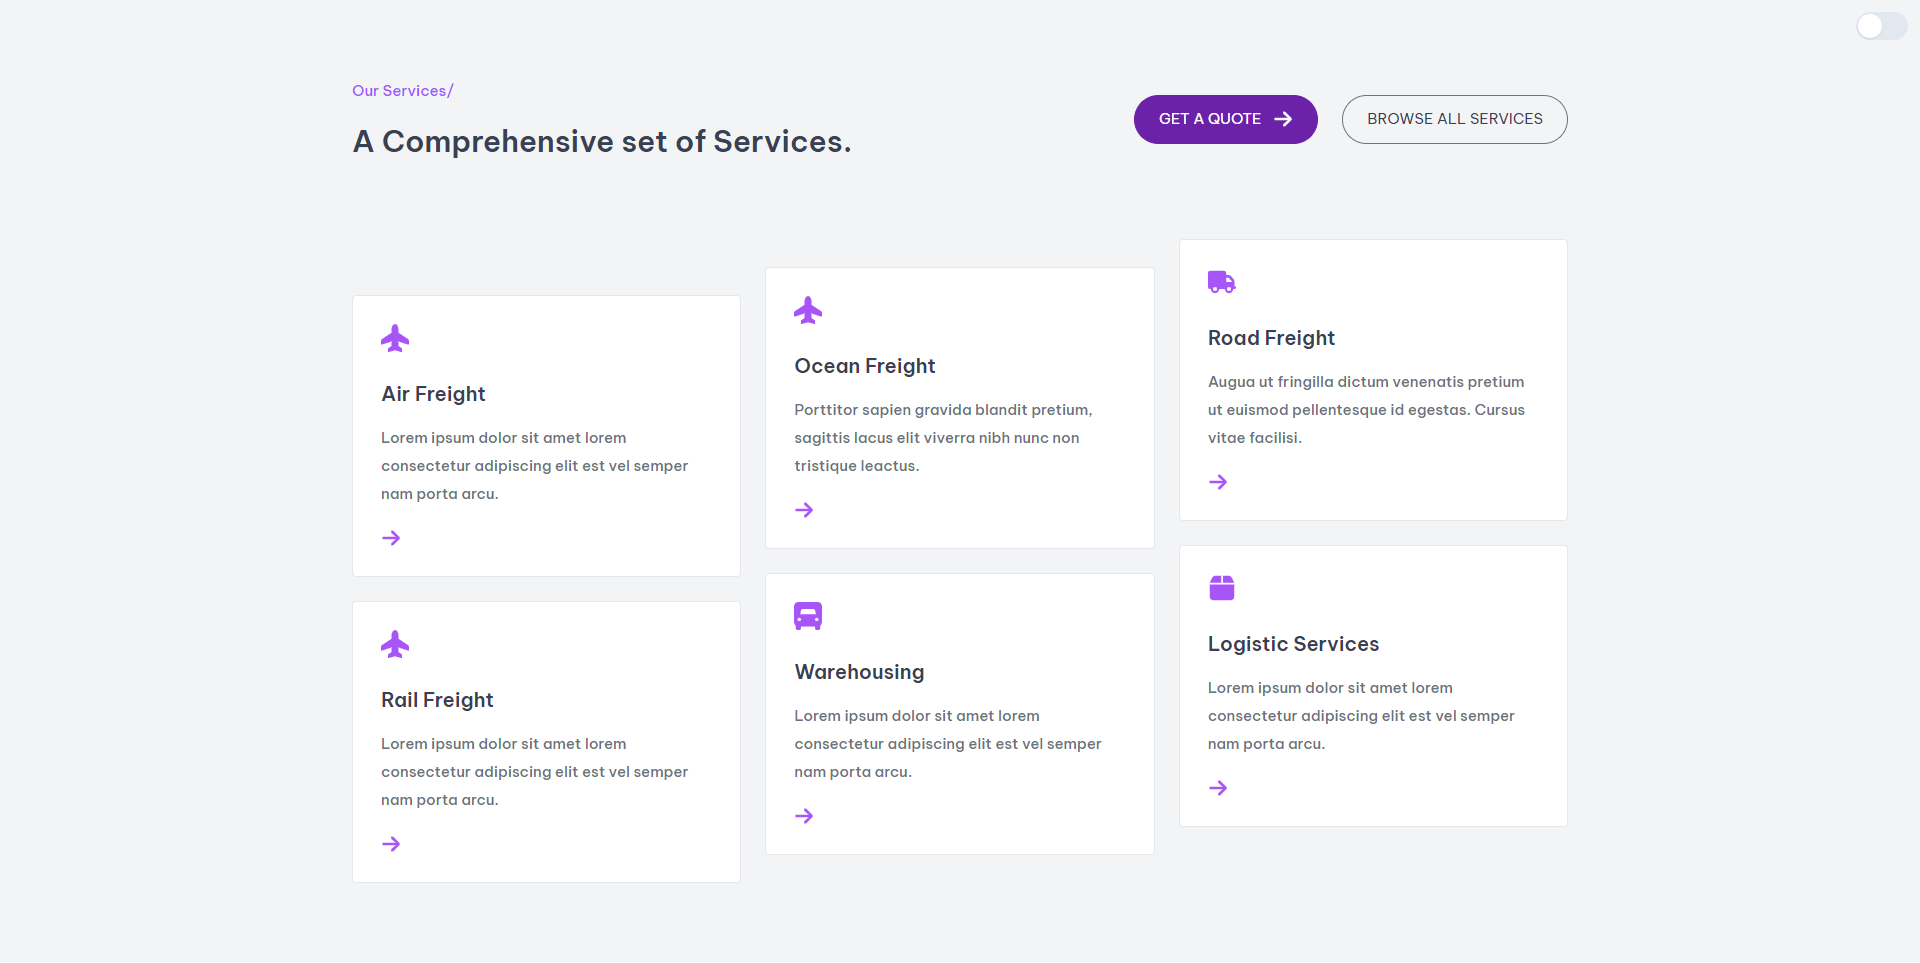 Our Services/
A Comprehensive set of Services.
GET A QUOTE
BROWSE ALL SERVICES
Air Freight
Lorem ipsum dolor sit amet lorem
consectetur adipiscing elit est vel semper
nam porta arcu.
Ocean Freight
Porttitor sapien gravida blandit pretium,
sagittis lacus elit viverra nibh nunc non
tristique leactus.
Road Freight
Augua ut fringilla dictum venenatis pretium
ut euismod pellentesque id egestas. Cursus
vitae facilisi.
Rail Freight
Lorem ipsum dolor sit amet lorem
consectetur adipiscing elit est vel semper
nam porta arcu.
Warehousing
Lorem ipsum dolor sit amet lorem
consectetur adipiscing elit est vel semper
nam porta arcu.
Logistic Services
Lorem ipsum dolor sit amet lorem
consectetur adipiscing elit est vel semper
nam porta arcu.